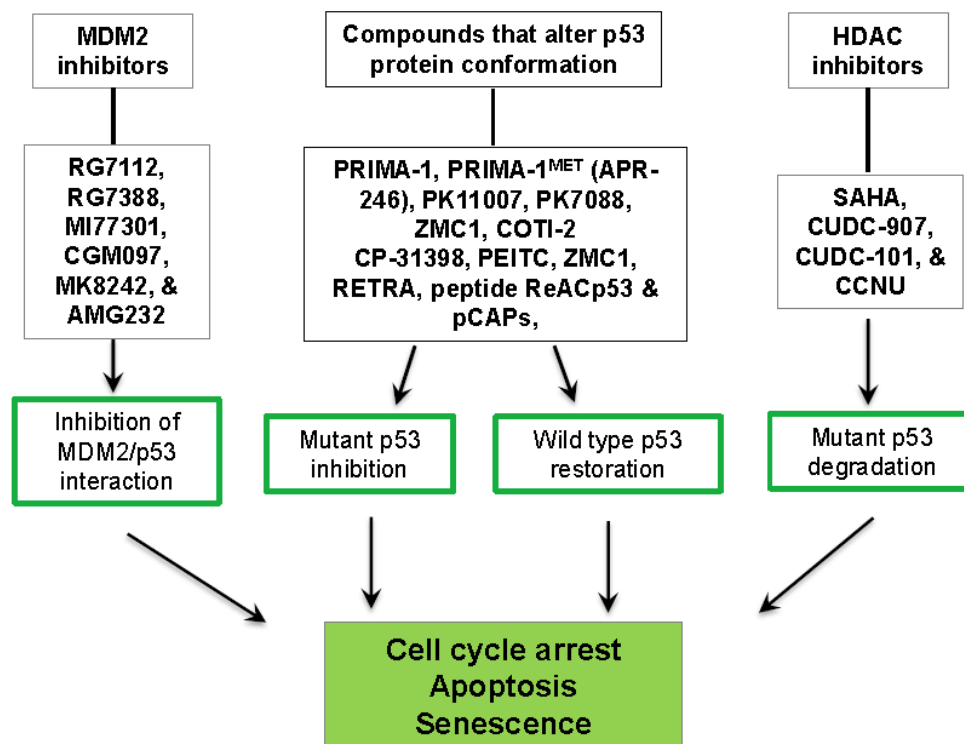 MDM2
inhibitors
Compounds that alter p53
protein conformation
HDAC
inhibitors
RG7112,
RG7388,
MI77301,
CGM097,
MK8242, &
AMG232
PRIMA-1, PRIMA-1MET (APR-
246), PK11007, PK7088,
ZMC1, COTI-2
CP-31398, PEITC, ZMC1,
RETRA, peptide ReACp53 &
pCAPs,
SAHA,
CUDC-907,
CUDC-101, &
CCNU
Inhibition of
MDM2/p53
interaction
Mutant p53
inhibition
Wild type p53
restoration
Mutant p53
degradation
Cell cycle arrest
Apoptosis
Senescence